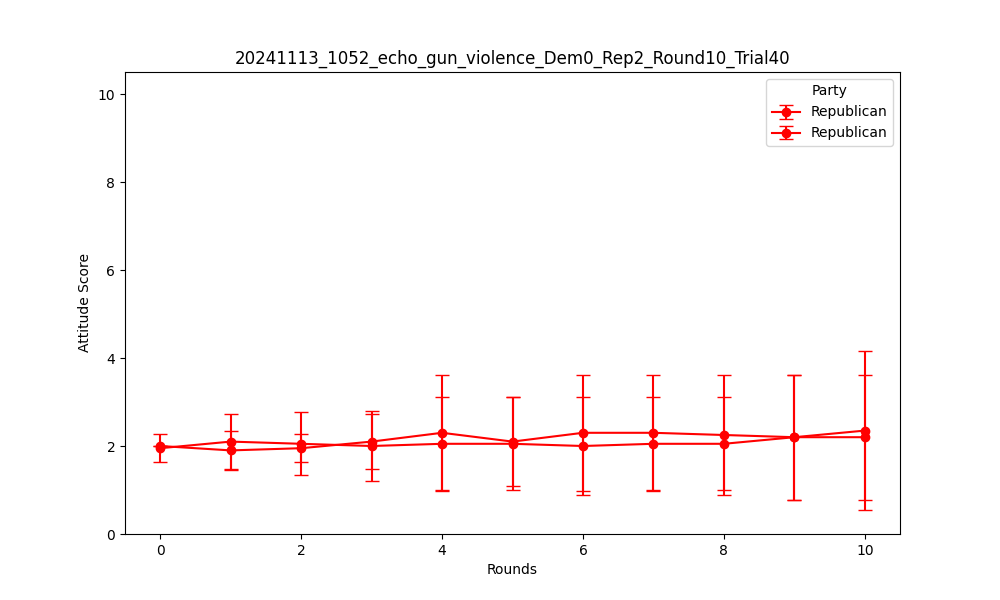 20241113_1052_echo_gun_violence_Dem0_Rep2_Round10_Trial40
Party
Republican
Republican
Attitude Score
10
8
6
4
2
0
0 2 4 6 8 10
Rounds